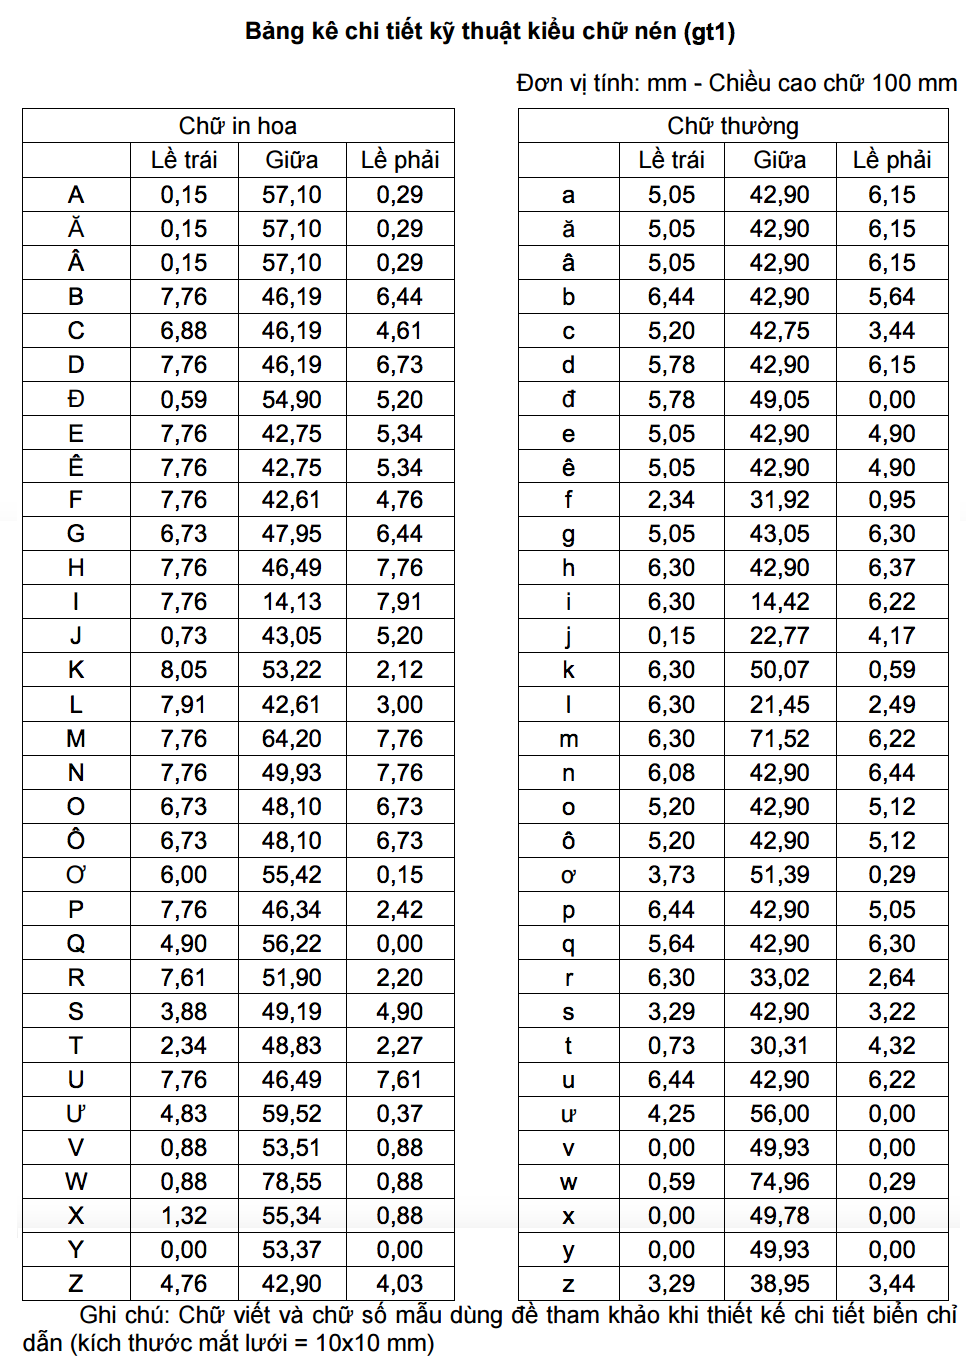 Bảng kê chi tiết kỹ thuật kiểu chữ nén (gt1)
Đơn vị tính: mm - Chiều cao chữ 100 mm
Chữ in hoa
Lề trái Giữa Lề phải
A 0,15 57,10 0,29
Ă 0,15 57,10 0,29
Â 0,15 57,10 0,29
B 7,76 46,19 6,44
C 6,88 46,19 4,61
D 7,76 46,19 6,73
Đ 0,59 54,90 5,20
E 7,76 42,75 5,34
Ê 7,76 42,75 5,34
F 7,76 42,61 4,76
G 6,73 47,95 6,44
H 7,76 46,49 7,76
I 7,76 14,13 7,91
J 0,73 43,05 5,20
K 8,05 53,22 2,12
L 7,91 42,61 3,00
M 7,76 64,20 7,76
N 7,76 49,93 7,76
O 6,73 48,10 6,73
Ô 6,73 48,10 6,73
Ơ 6,00 55,42 0,15
P 7,76 46,34 2,42
Q 4,90 56,22 0,00
R 7,61 51,90 2,20
S 3,88 49,19 4,90
T 2,34 48,83 2,27
U 7,76 46,49 7,61
Ư 4,83 59,52 0,37
V 0,88 53,51 0,88
W 0,88 78,55 0,88
X 1,32 55,34 0,88
Y 0,00 53,37 0,00
Z 4,76 42,90 4,03
Chữ thường
Lề trái Giữa Lề phải
a 5,05 42,90 6,15
ă 5,05 42,90 6,15
â 5,05 42,90 6,15
b 6,44 42,90 5,64
c 5,20 42,75 3,44
d 5,78 42,90 6,15
đ 5,78 49,05 0,00
e 5,05 42,90 4,90
ê 5,05 42,90 4,90
f 2,34 31,92 0,95
g 5,05 43,05 6,30
h 6,30 42,90 6,37
i 6,30 14,42 6,22
j 0,15 22,77 4,17
k 6,30 50,07 0,59
l 6,30 21,45 2,49
m 6,30 71,52 6,22
n 6,08 42,90 6,44
o 5,20 42,90 5,12
ô 5,20 42,90 5,12
ơ 3,73 51,39 0,29
p 6,44 42,90 5,05
q 5,64 42,90 6,30
r 6,30 33,02 2,64
s 3,29 42,90 3,22
t 0,73 30,31 4,32
u 6,44 42,90 6,22
ư 4,25 56,00 0,00
v 0,00 49,93 0,00
w 0,59 74,96 0,29
x 0,00 49,78 0,00
y 0,00 49,93 0,00
z 3,29 38,95 3,44
Ghi chú: Chữ viết và chữ số mẫu dùng đề tham khảo khi thiết kế chi tiết biển chỉ
dẫn (kích thước mắt lưới = 10x10 mm)